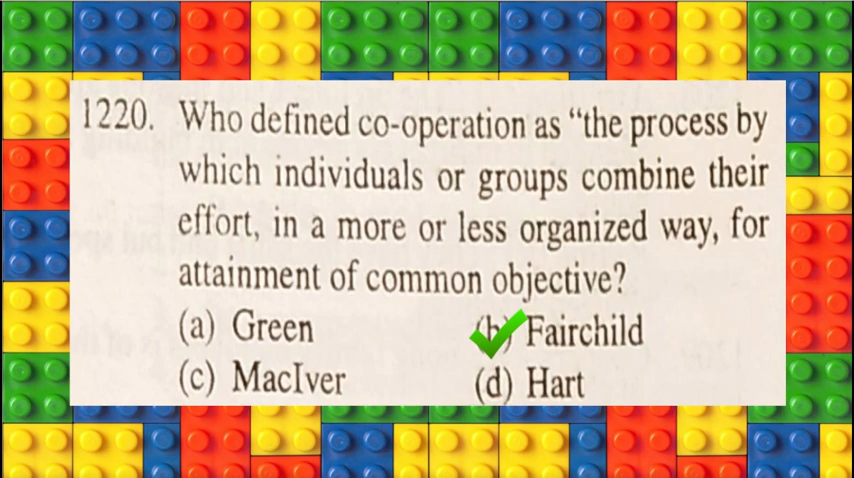 1220. Who defined co-operation as “the process by
which individuals or groups combine their
effort, in a more or less organized way, for
attainment of common objective?
(a) Green (b) Fairchild
(c) MacIver (d) Hart